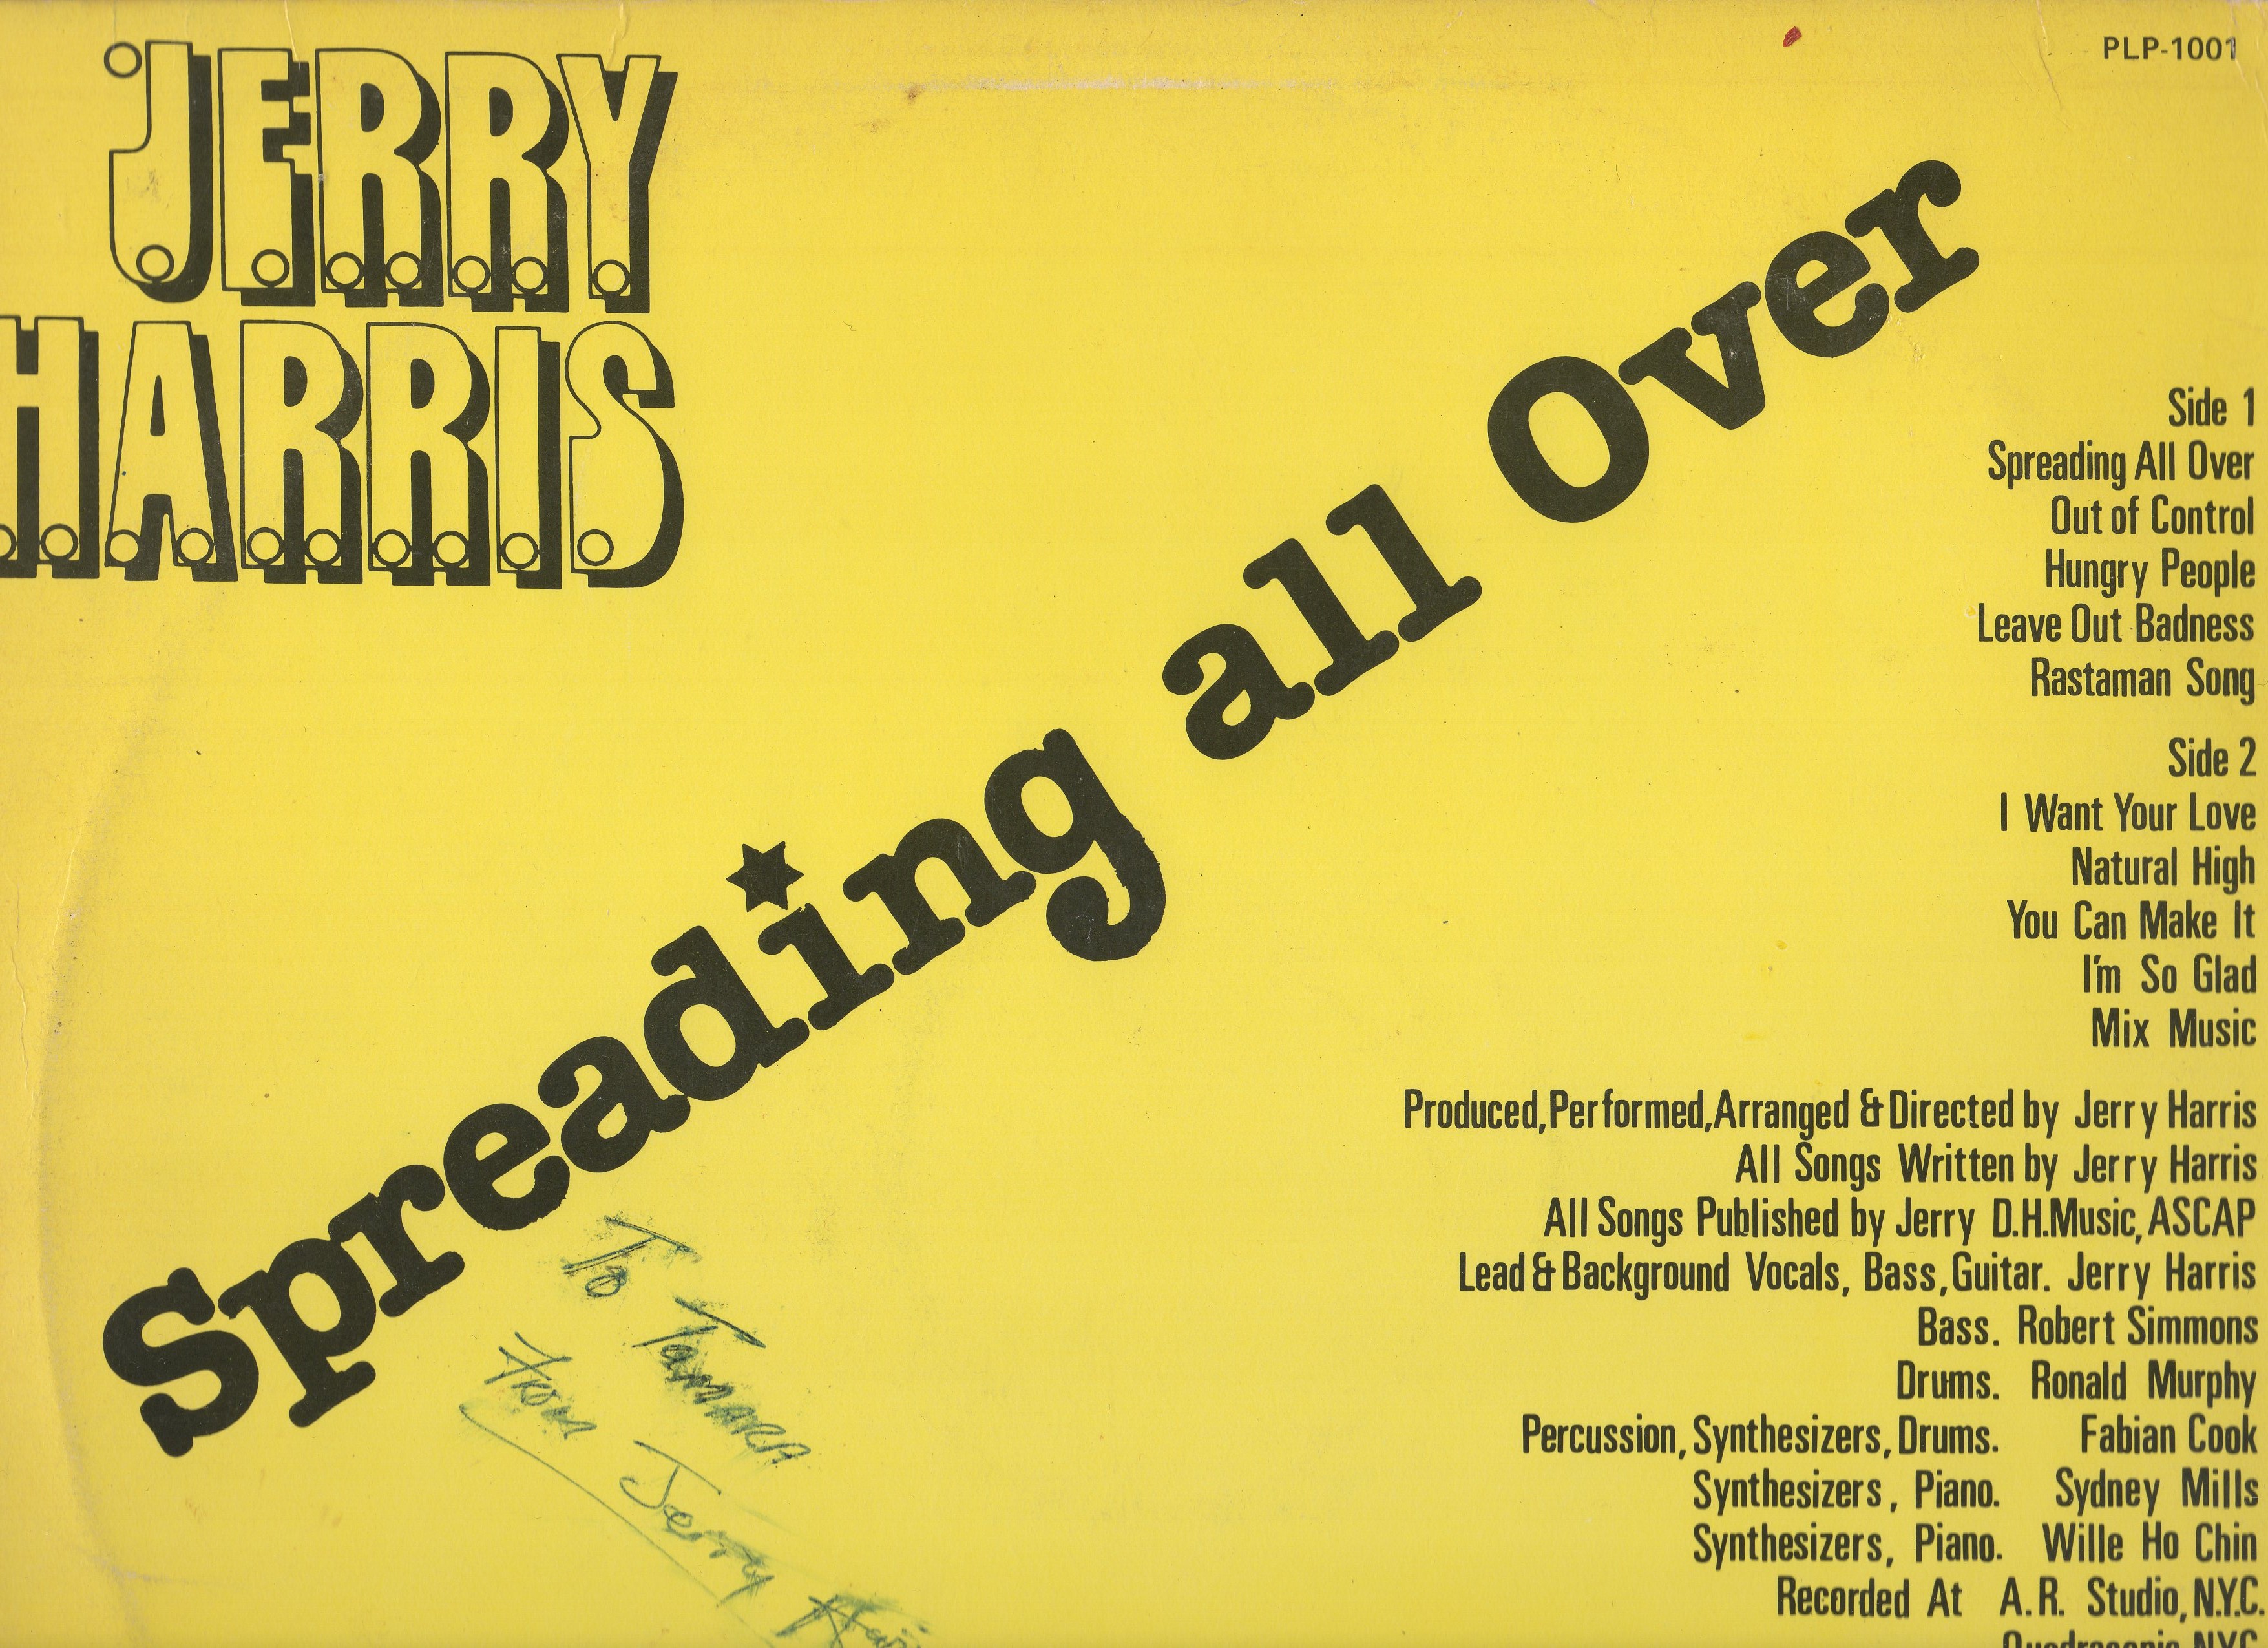 JERRY
HARRIS
PLP-1001
Spreading all Over
Side 1
Spreading All Over
Out of Control
Hungry People
Leave Out Badness
Rastaman Song
Side 2
I Want Your Love
Natural High
You Can Make It
I'm So Glad
Mix Music
Produced, Performed, Arranged & Directed by Jerry Harris
All Songs Written by Jerry Harris
All Songs Published by Jerry D.H. Music, ASCAP
Lead & Background Vocals, Bass, Guitar. Jerry Harris
Bass. Robert Simmons
Drums. Ronald Murphy
Percussion, Synthesizers, Drums. Fabian Cook
Synthesizers, Piano. Sydney Mills
Synthesizers, Piano. Wille Ho Chin
Recorded At A.R. Studio, N.Y.C.
To TAMARA
From Jerry